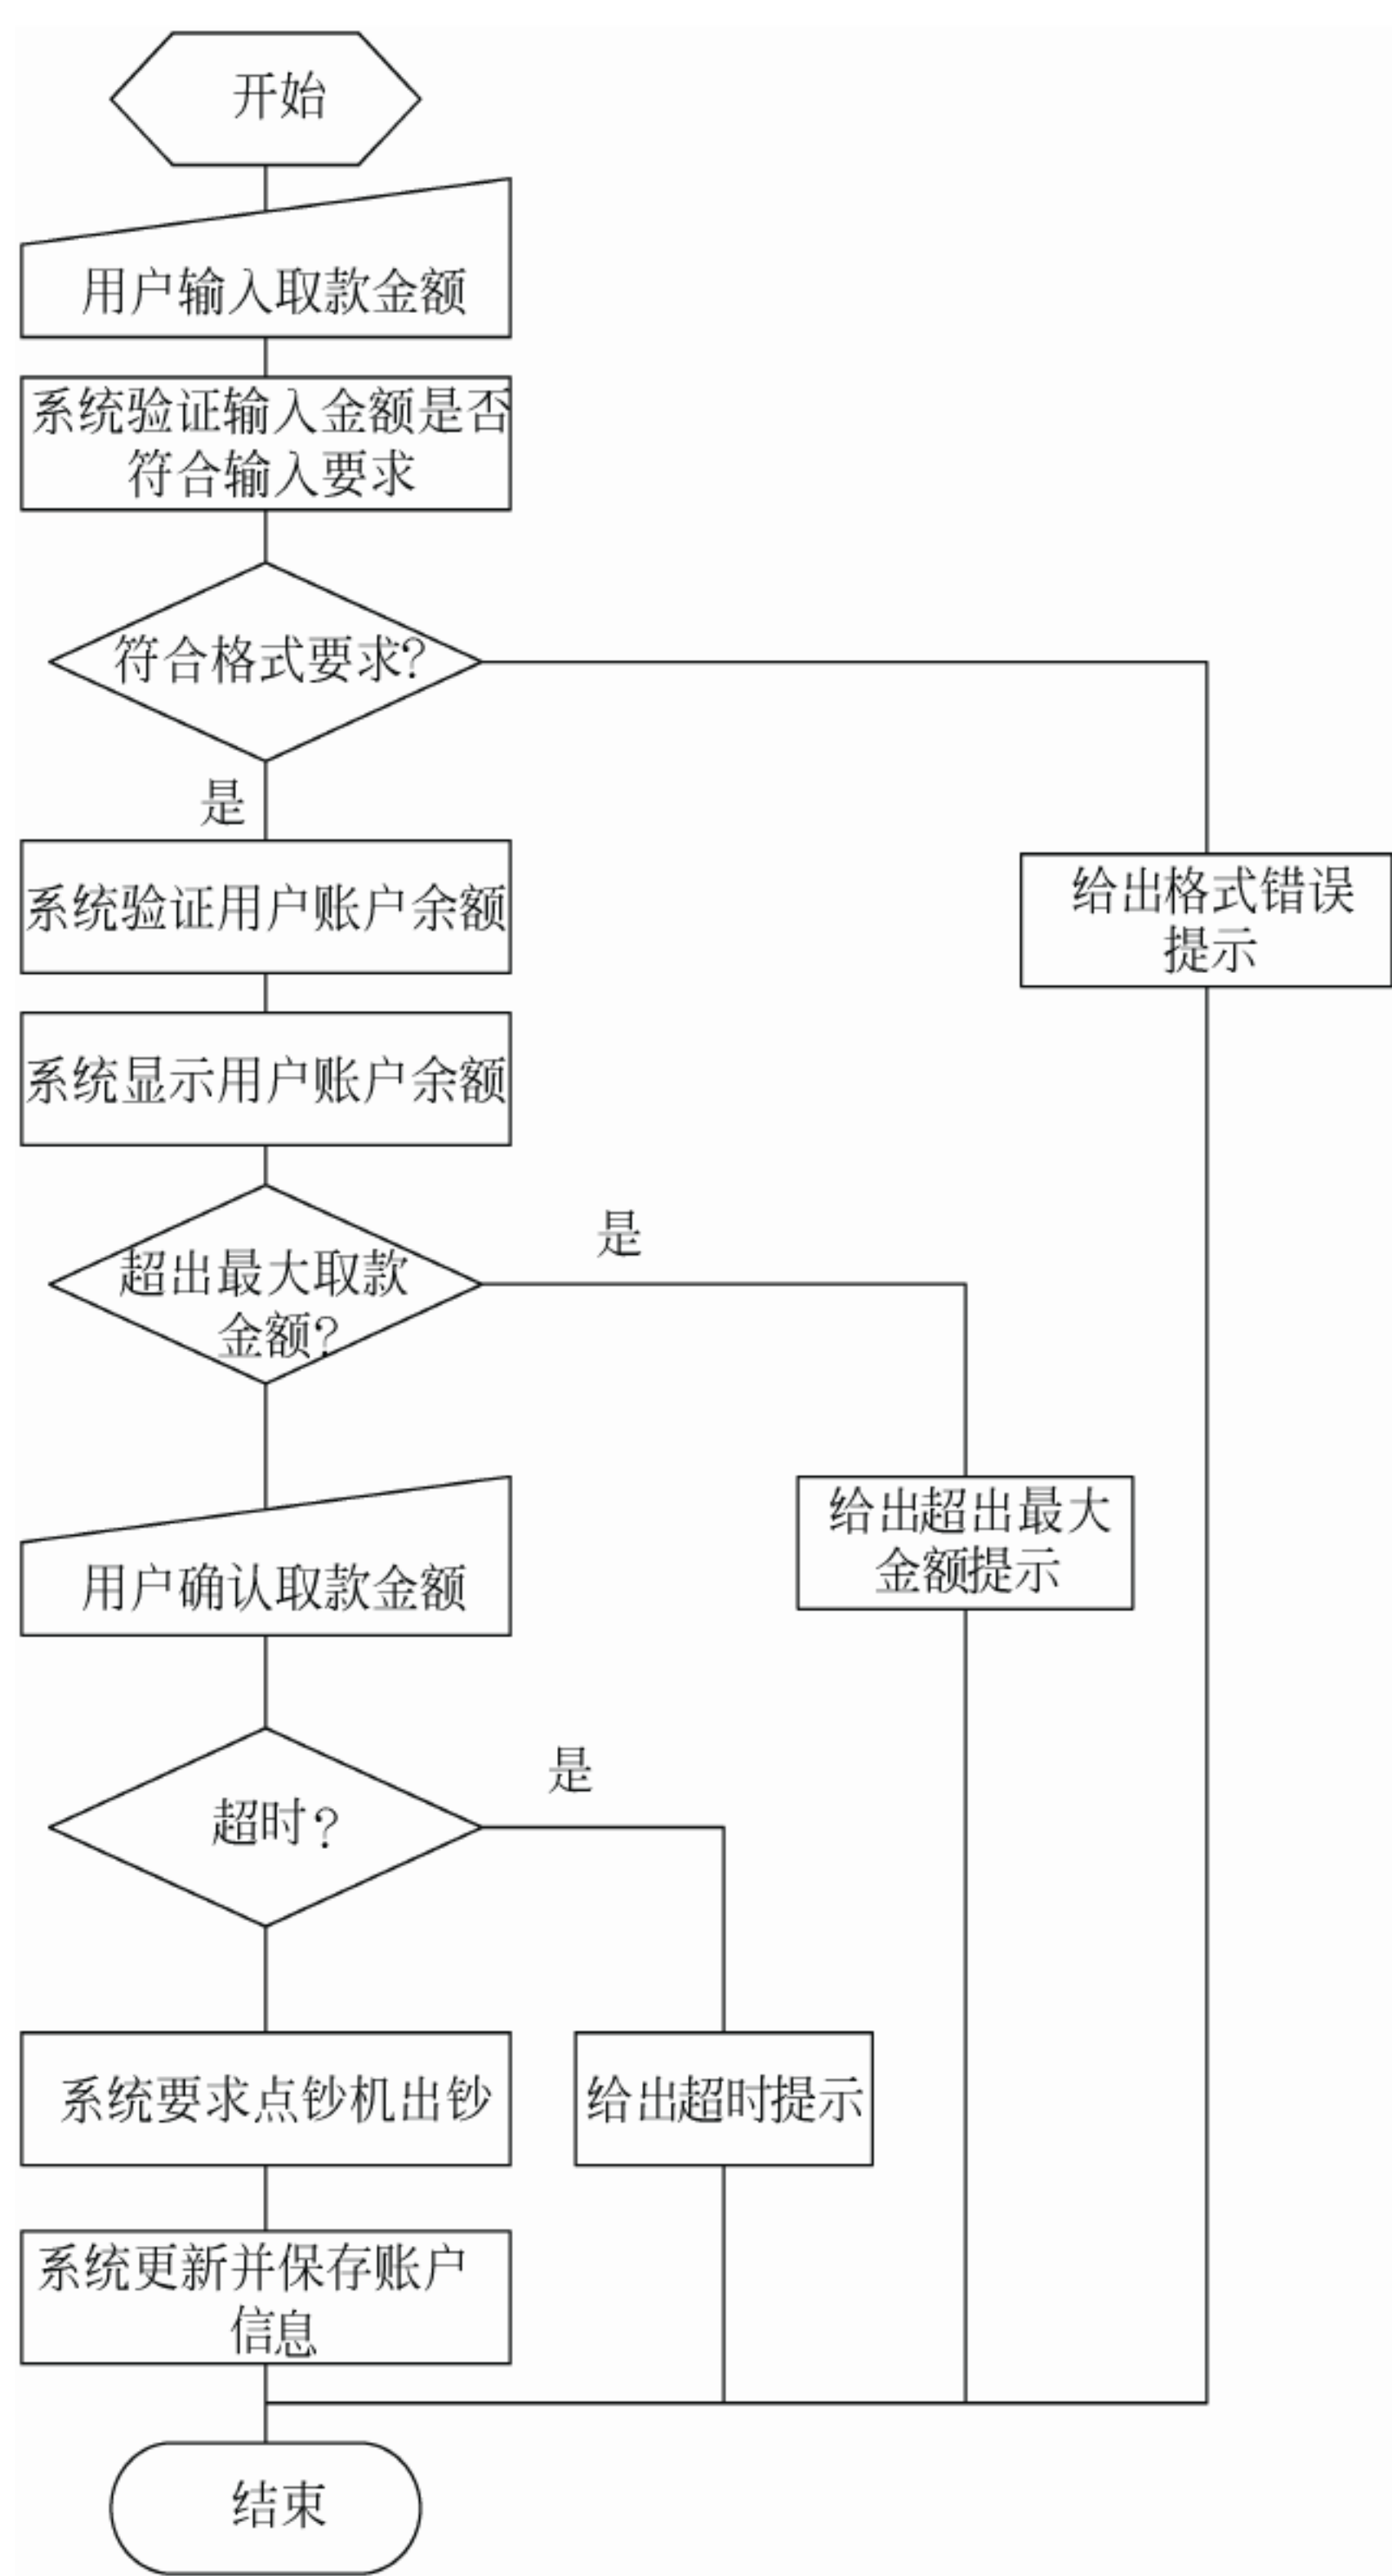 开始
用户输入取款金额
系统验证输入金额是否
符合输入要求
符合格式要求?
是
系统验证用户账户余额
给出格式错误
提示
系统显示用户账户余额
超出最大取款
金额?
是
用户确认取款金额
给出超出最大
金额提示
超时?
是
系统要求点钞机出钞
给出超时提示
系统更新并保存账户
信息
结束